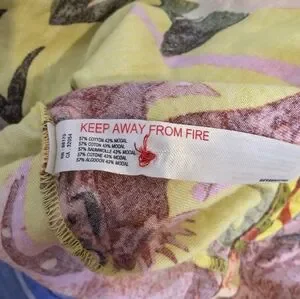 KEEP AWAY FROM FIRE
57% COTTON 43% MODAL
57% COTON 43% MODAL
57% BAUMWOLLE 43% MODAL
57% COTONE 43% MODAL
57% ALGODON 43% MODAL